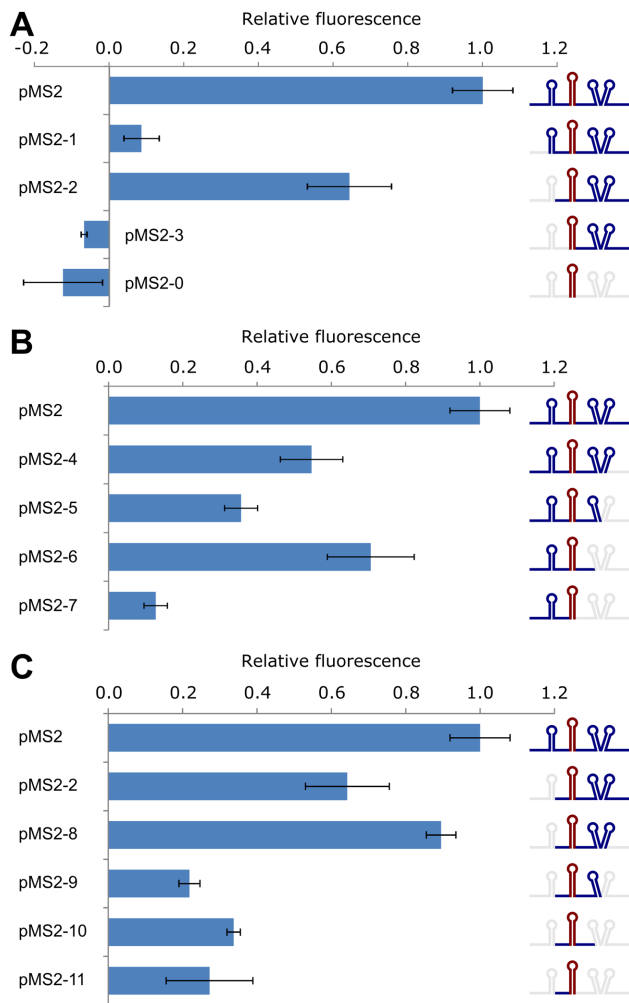 A
Relative fluorescence
-0.2 0.0 0.2 0.4 0.6 0.8 1.0 1.2
pMS2
pMS2-1
pMS2-2
pMS2-3
pMS2-0
B
Relative fluorescence
0.0 0.2 0.4 0.6 0.8 1.0 1.2
pMS2
pMS2-4
pMS2-5
pMS2-6
pMS2-7
C
Relative fluorescence
0.0 0.2 0.4 0.6 0.8 1.0 1.2
pMS2
pMS2-2
pMS2-8
pMS2-9
pMS2-10
pMS2-11